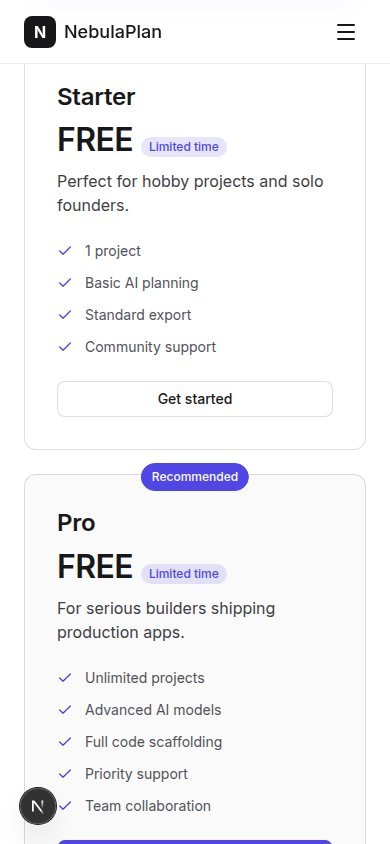 N NebulaPlan
Starter
FREE Limited time
Perfect for hobby projects and solo
founders.
1 project
Basic AI planning
Standard export
Community support
Get started
Recommended
Pro
FREE Limited time
For serious builders shipping
production apps.
Unlimited projects
Advanced AI models
Full code scaffolding
Priority support
N Team collaboration